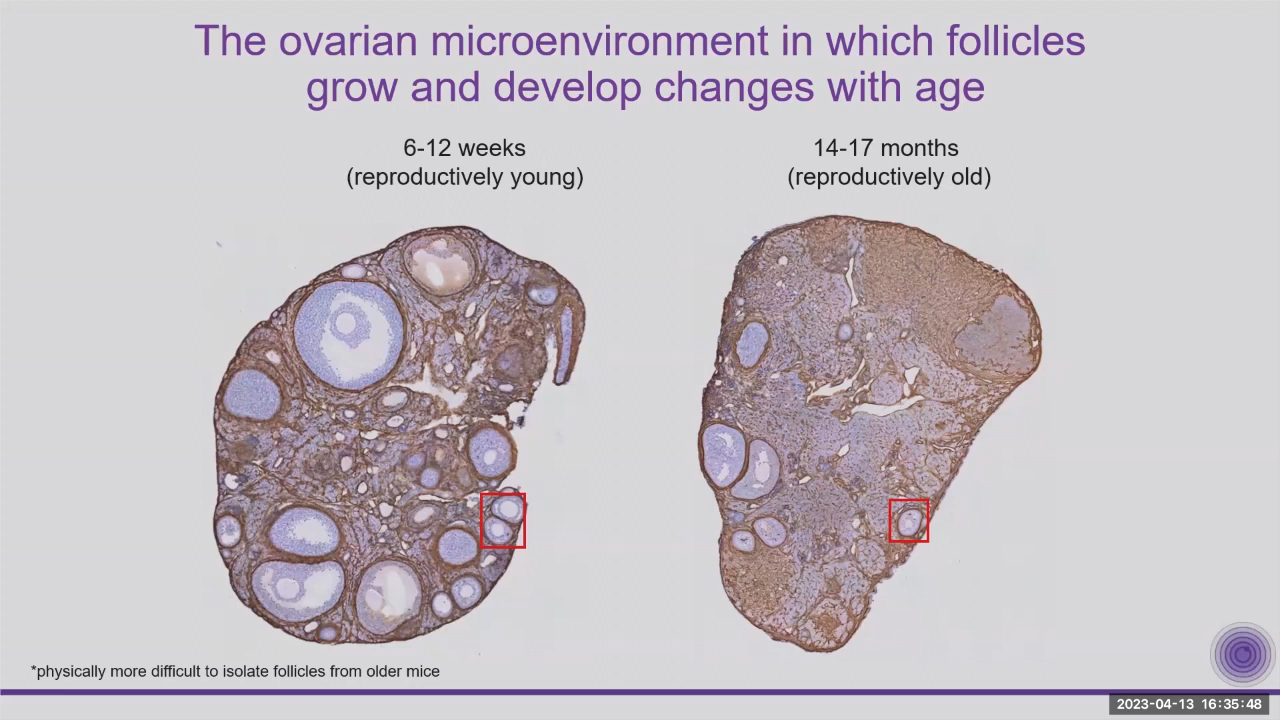 The ovarian microenvironment in which follicles
grow and develop changes with age
6-12 weeks
(reproductively young)
14-17 months
(reproductively old)
*physically more difficult to isolate follicles from older mice
2023-04-13 16:35:48